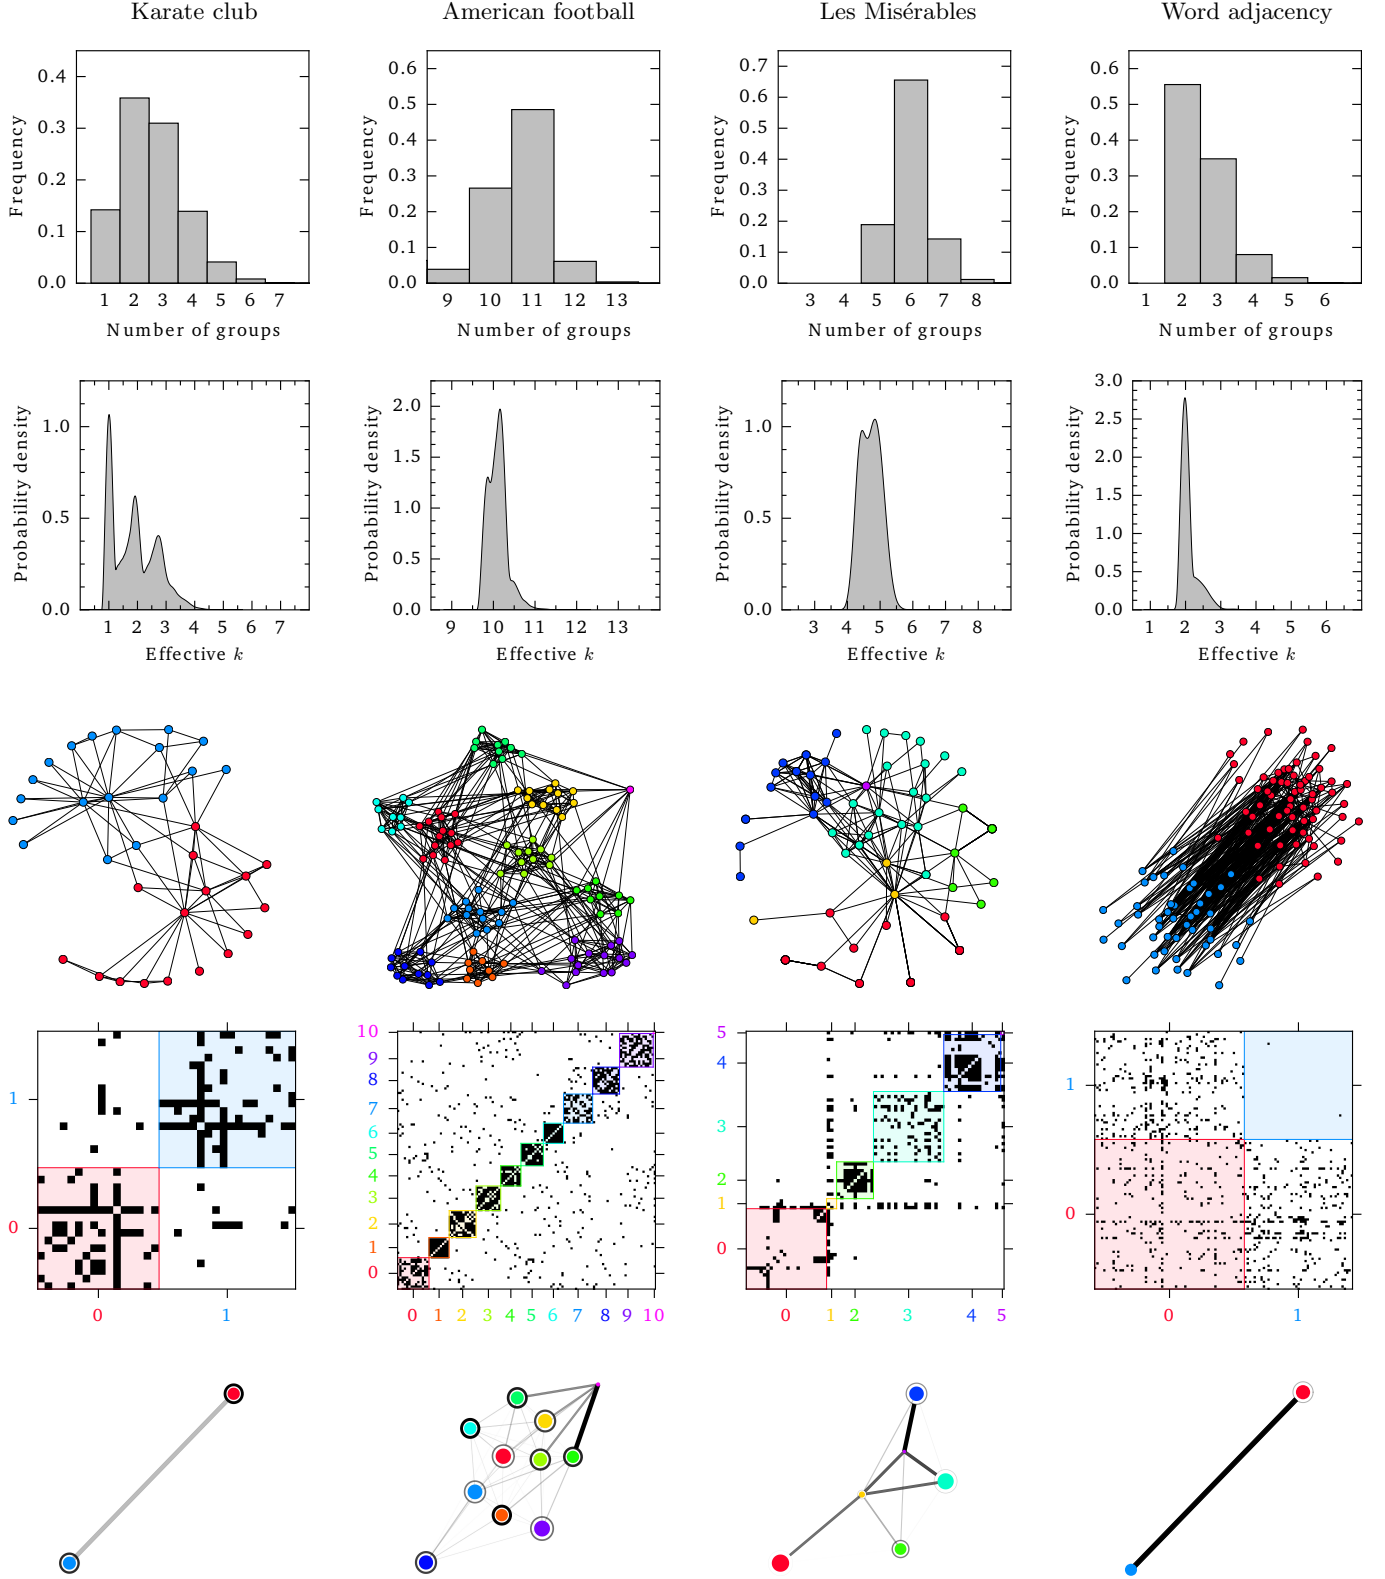 Karate club American football Les Misérables Word adjacency
Frequency
0.4
0.3
0.2
0.1
0.0
1 2 3 4 5 6 7
Number of groups
Frequency
0.6
0.5
0.4
0.3
0.2
0.1
0.0
9 10 11 12 13
Number of groups
Frequency
0.7
0.6
0.5
0.4
0.3
0.2
0.1
0.0
3 4 5 6 7 8
Number of groups
Frequency
0.6
0.5
0.4
0.3
0.2
0.1
0.0
1 2 3 4 5 6
Number of groups
Probability density
1.0
0.5
0.0
1 2 3 4 5 6 7
Effective k
Probability density
2.0
1.5
1.0
0.5
0.0
9 10 11 12 13
Effective k
Probability density
1.0
0.5
0.0
3 4 5 6 7 8
Effective k
Probability density
3.0
2.5
2.0
1.5
1.0
0.5
0.0
1 2 3 4 5 6
Effective k
1
0
0 1
10
9
8
7
6
5
4
3
2
1
0
0 1 2 3 4 5 6 7 8 9 10
5
4
3
2
1
0
0 1 2 3 4 5
1
0
0 1